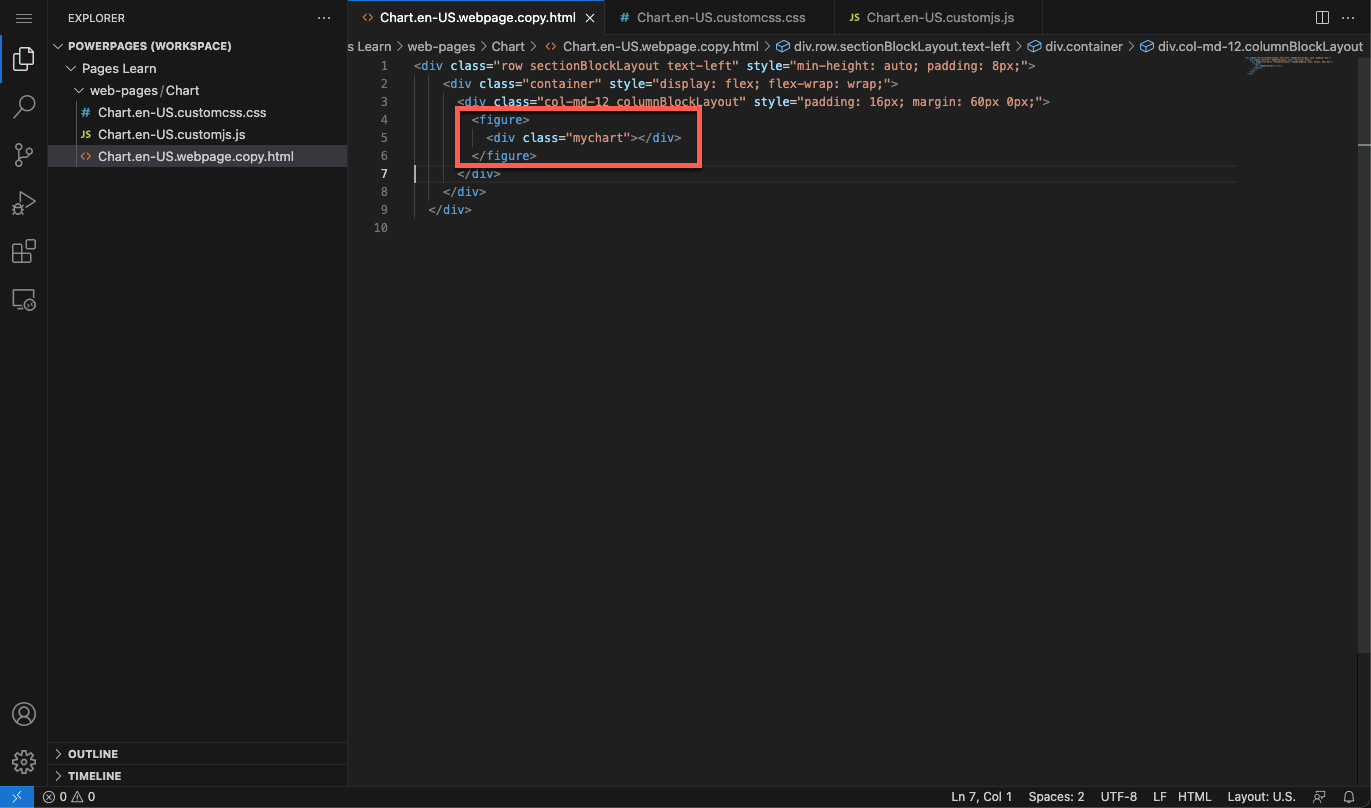 EXPLORER
POWERPAGES (WORKSPACE)
Pages Learn
web-pages / Chart
# Chart.en-US.customcss.css
JS Chart.en-US.customjs.js
<> Chart.en-US.webpage.copy.html
OUTLINE
TIMELINE
<> Chart.en-US.webpage.copy.html
# Chart.en-US.customcss.css
JS Chart.en-US.customjs.js
s Learn > web-pages > Chart > <> Chart.en-US.webpage.copy.html > div.row.sectionBlockLayout.text-left > div.container > div.col-md-12.columnBlockLayout
1 <div class="row sectionBlockLayout text-left" style="min-height: auto; padding: 8px;">
2 <div class="container" style="display: flex; flex-wrap: wrap;">
3 <div class="col-md-12 columnBlockLayout" style="padding: 16px; margin: 60px 0px;">
4 <figure>
5 <div class="mychart"></div>
6 </figure>
7 </div>
8 </div>
9 </div>
10
0 0 Ln 7, Col 1 Spaces: 2 UTF-8 LF HTML Layout: U.S.